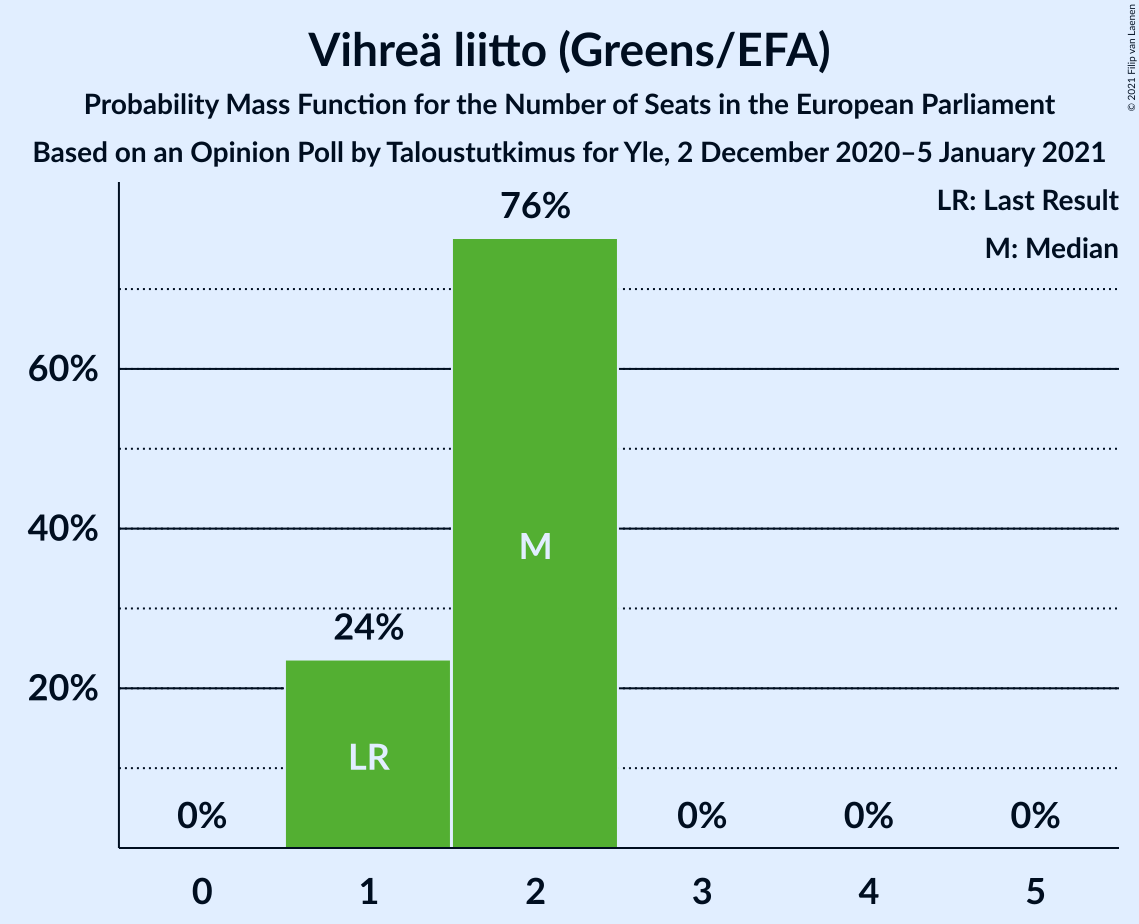 Vihreä liitto (Greens/EFA)
Probability Mass Function for the Number of Seats in the European Parliament
Based on an Opinion Poll by Taloustutkimus for Yle, 2 December 2020–5 January 2021
© 2021 Filip van Laenen
LR: Last Result
M: Median
76%
60%
40%
M
24%
20%
LR
0% 0% 0% 0%
0 1 2 3 4 5